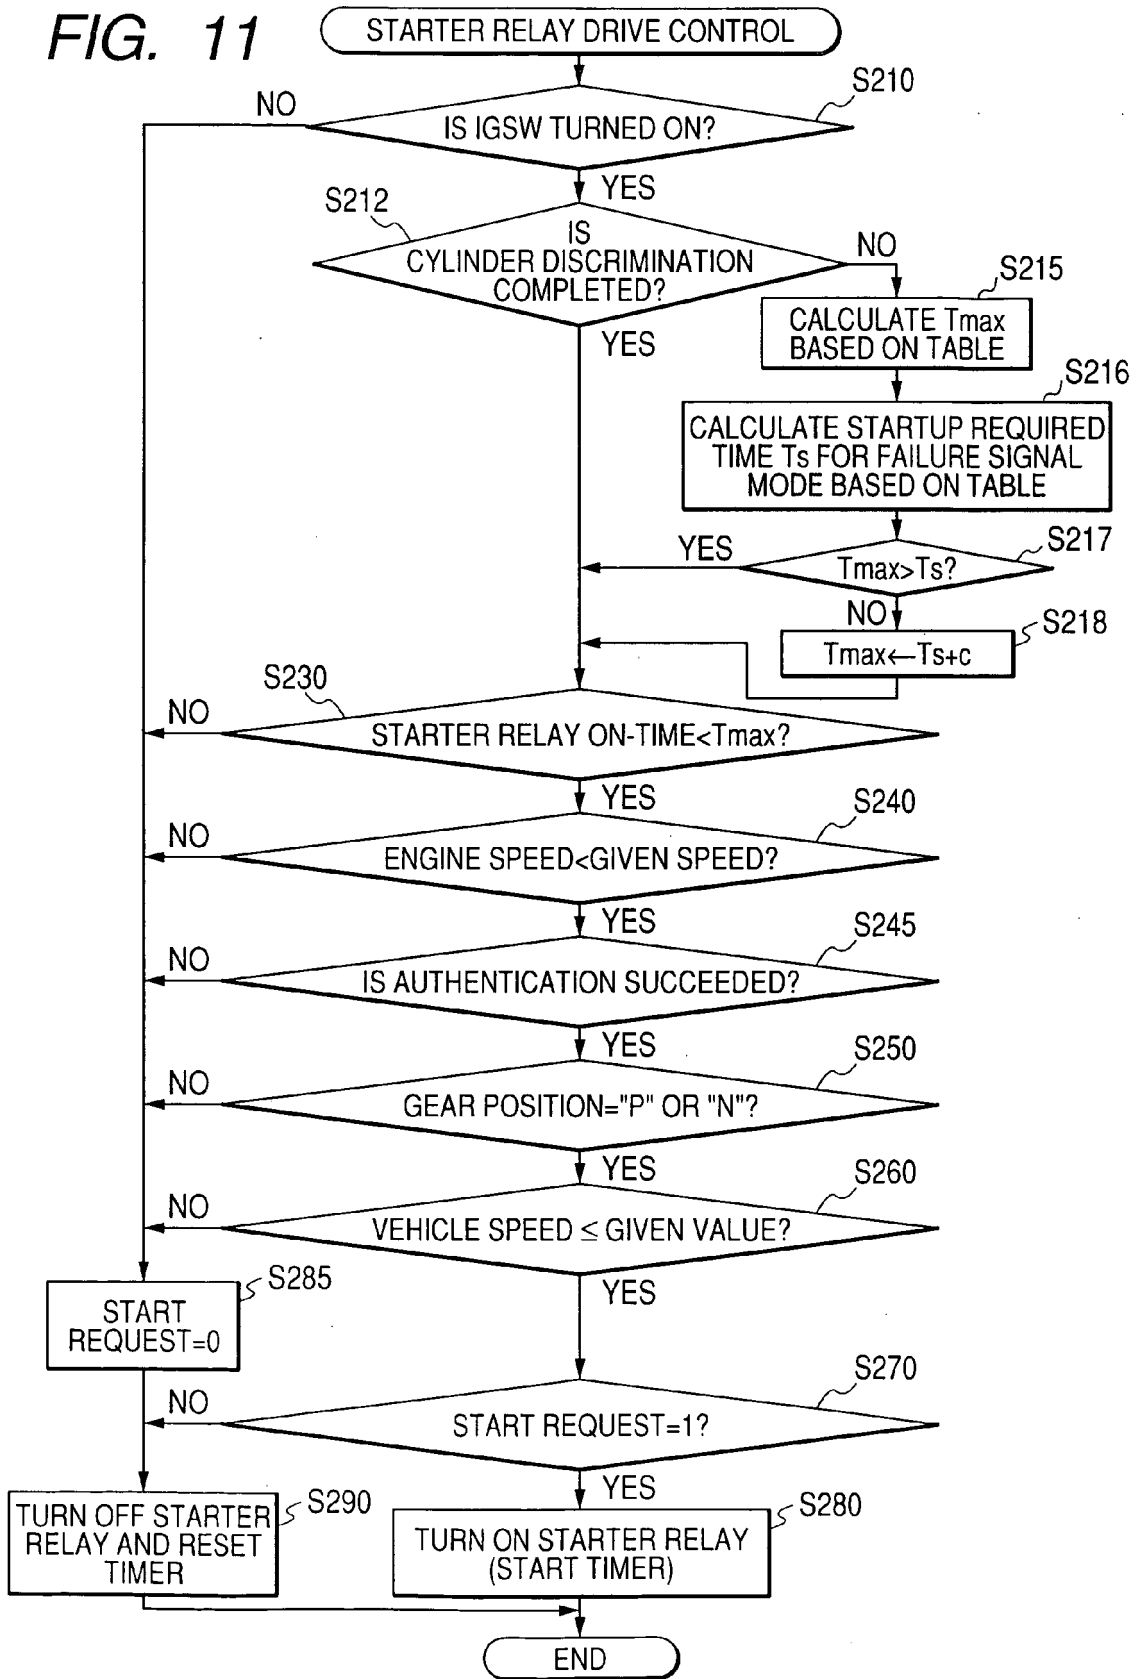 FIG. 11
STARTER RELAY DRIVE CONTROL
S210
NO
IS IGSW TURNED ON?
YES
S212
IS
CYLINDER DISCRIMINATION
COMPLETED?
NO
YES
S215
CALCULATE Tmax
BASED ON TABLE
S216
CALCULATE STARTUP REQUIRED
TIME Ts FOR FAILURE SIGNAL
MODE BASED ON TABLE
S217
YES
Tmax>Ts?
NO
S218
Tmax←Ts+c
S230
NO
STARTER RELAY ON-TIME<Tmax?
YES
S240
NO
ENGINE SPEED<GIVEN SPEED?
YES
S245
NO
IS AUTHENTICATION SUCCEEDED?
YES
S250
NO
GEAR POSITION="P" OR "N"?
YES
S260
NO
VEHICLE SPEED ≤ GIVEN VALUE?
YES
S285
START
REQUEST=0
S270
NO
START REQUEST=1?
YES
S290
TURN OFF STARTER
RELAY AND RESET
TIMER
S280
TURN ON STARTER RELAY
(START TIMER)
END